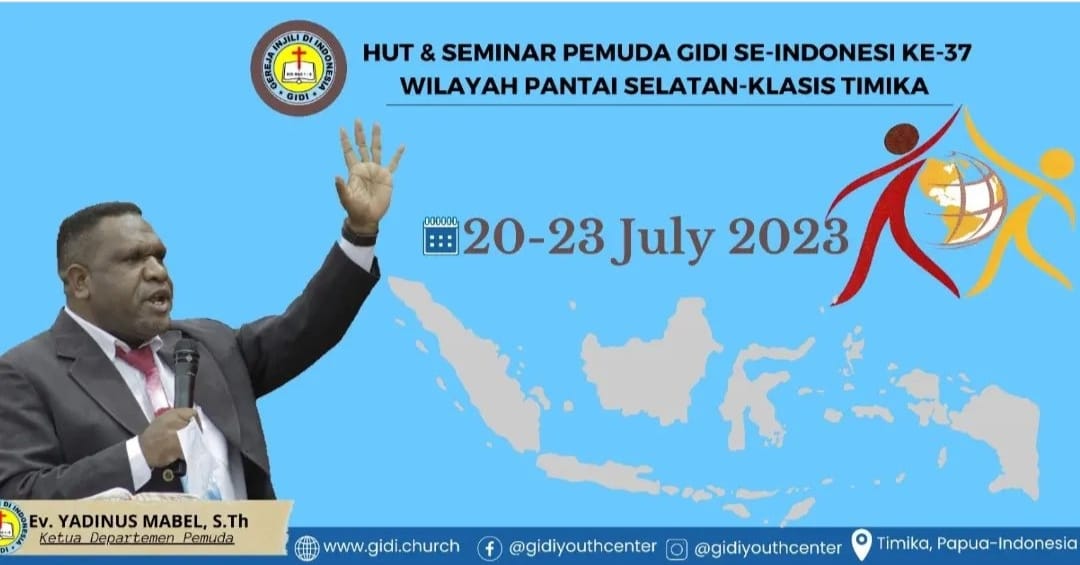 GEREJA INJILI DI INDONESIA
GIDI
HUT & SEMINAR PEMUDA GIDI SE-INDONESI KE-37
WILAYAH PANTAI SELATAN-KLASIS TIMIKA
20-23 July 2023
Ev. YADINUS MABEL, S.Th
Ketua Departemen Pemuda
www.gidi.church
@gidiyouthcenter
@gidiyouthcenter
Timika, Papua-Indonesia